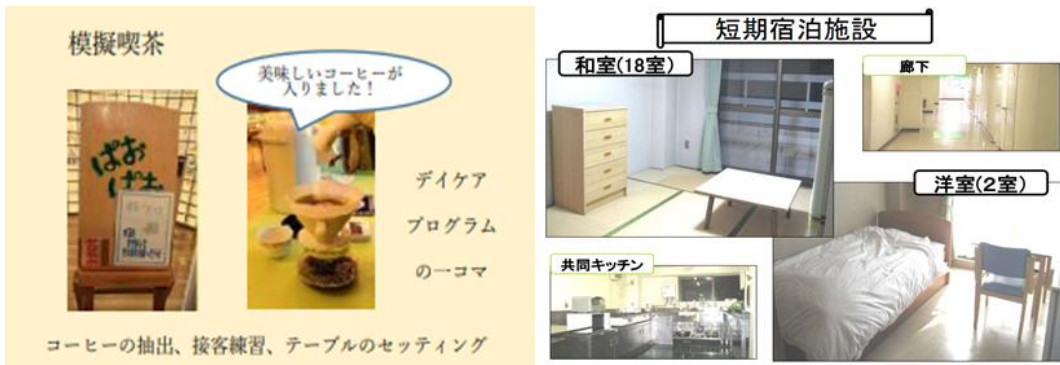 模擬喫茶
美味しいコーヒーが
入りました！
ぱお
ぱお
デイケア
プログラム
の一コマ
コーヒーの抽出、接客練習、テーブルのセッティング
短期宿泊施設
和室(18室)
廊下
洋室(2室)
共同キッチン